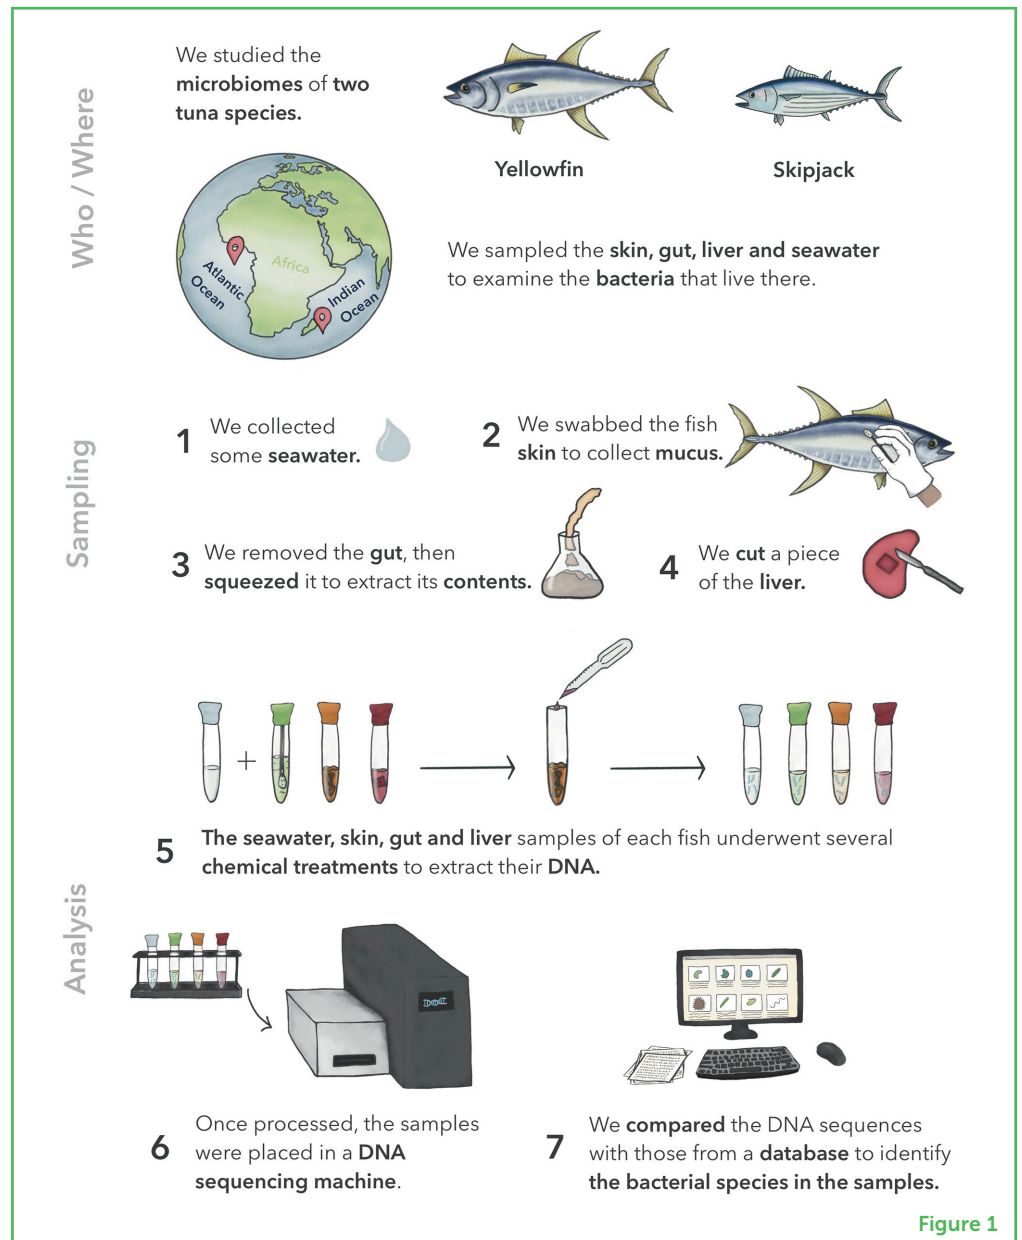 Who / Where
We studied the
microbiomes of two
tuna species.
Yellowfin
Skipjack
Africa
Atlantic
Ocean
Indian
Ocean
We sampled the skin, gut, liver and seawater
to examine the bacteria that live there.
Sampling
1
We collected
some seawater.
2
We swabbed the fish
skin to collect mucus.
3
We removed the gut, then
squeezed it to extract its contents.
4
We cut a piece
of the liver.
Analysis
+
5
The seawater, skin, gut and liver samples of each fish underwent several
chemical treatments to extract their DNA.
6
Once processed, the samples
were placed in a DNA
sequencing machine.
7
We compared the DNA sequences
with those from a database to identify
the bacterial species in the samples.
Figure 1